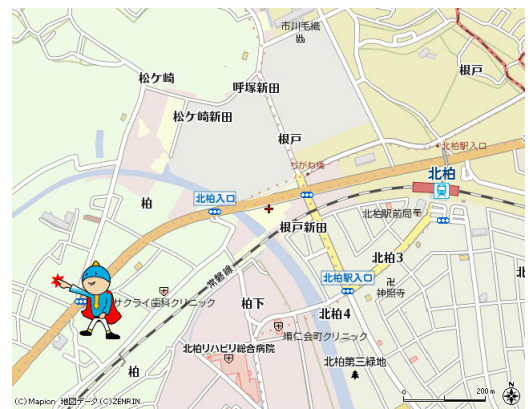 市川毛織
松ケ崎
呼塚新田
根戸
松ケ崎新田
根戸
ちがね橋
北柏駅入口
北柏
柏
北柏入口
根戸新田
北柏駅前局
常磐線
北柏3
北柏駅入口
神照寺
サクライ歯科クリニック
柏下
北柏4
順仁会町クリニック
北柏リハビリ総合病院
北柏第三緑地
柏
0 200m
(C) Mapion 地図データ(C)ZENRIN